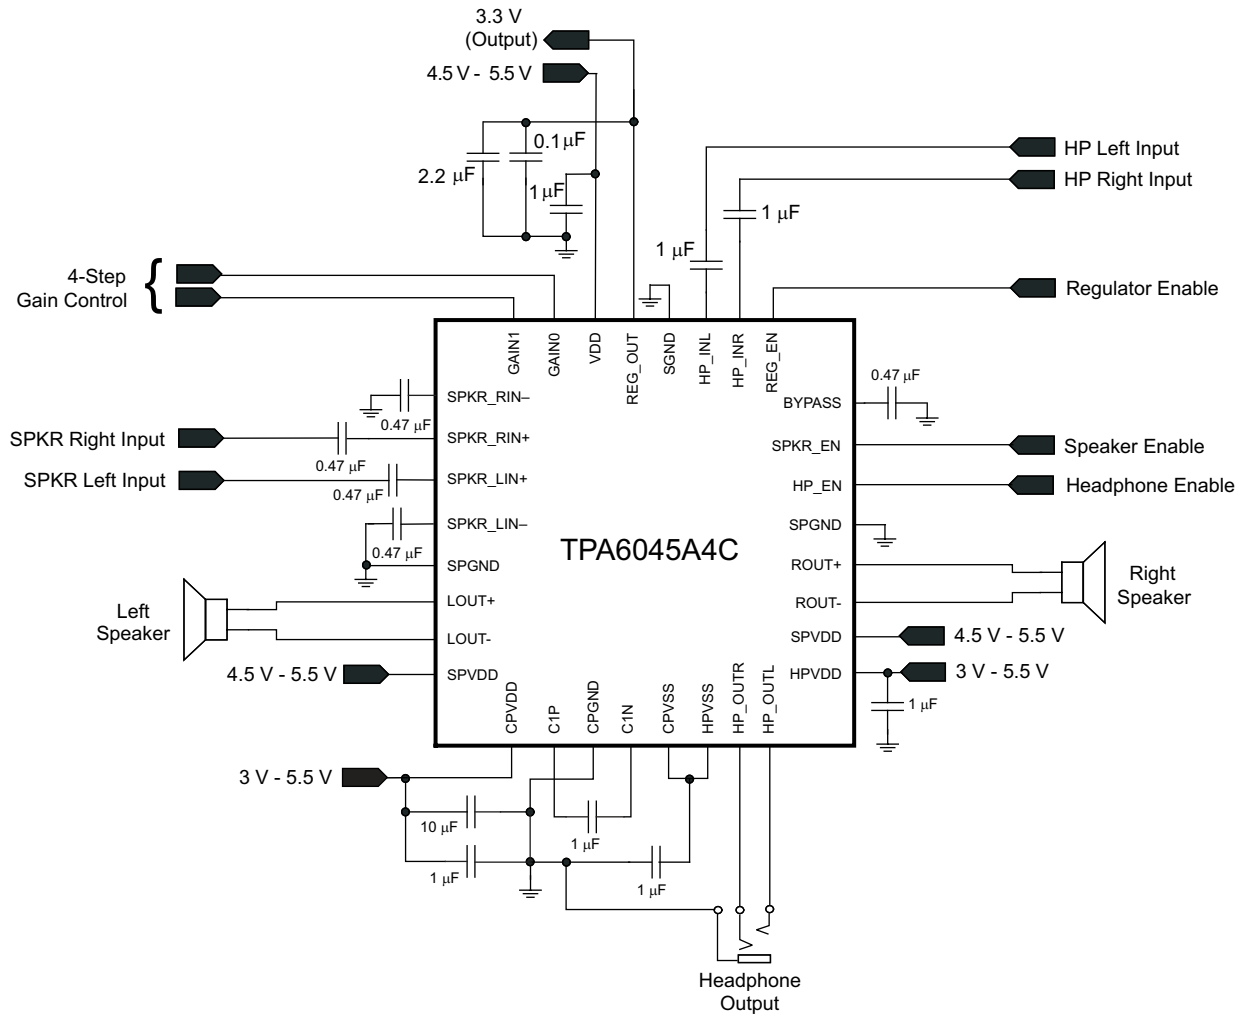 3.3 V
(Output)
4.5 V - 5.5 V
0.1 µF
2.2 µF
1 µF
HP Left Input
HP Right Input
1 µF
1 µF
4-Step
Gain Control
{
Regulator Enable
GAIN1
GAIN0
VDD
REG_OUT
SGND
HP_INL
HP_INR
REG_EN
SPKR_RIN–
0.47 µF
BYPASS
0.47 µF
SPKR Right Input
SPKR_RIN+
0.47 µF
SPKR_EN
Speaker Enable
SPKR Left Input
SPKR_LIN+
0.47 µF
HP_EN
Headphone Enable
SPKR_LIN–
0.47 µF
SPGND
TPA6045A4C
SPGND
ROUT+
Right
Speaker
Left
Speaker
LOUT+
ROUT-
LOUT-
SPVDD
4.5 V - 5.5 V
4.5 V - 5.5 V
SPVDD
HPVDD
3 V - 5.5 V
1 µF
CPVDD
C1P
CPGND
C1N
CPVSS
HPVSS
HP_OUTR
HP_OUTL
3 V - 5.5 V
10 µF
1 µF
1 µF
1 µF
Headphone
Output